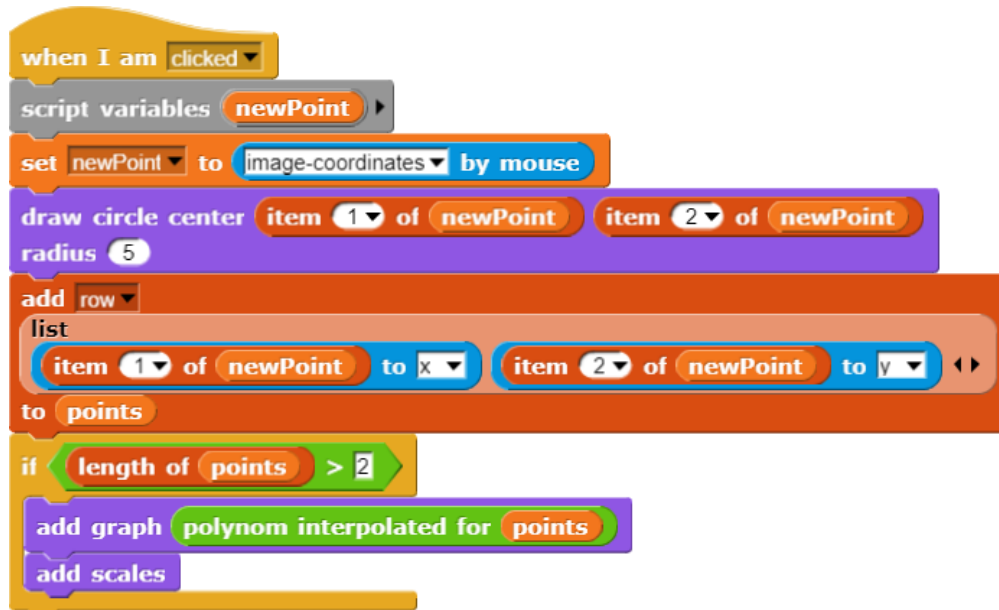 when I am clicked
script variables newPoint
set newPoint to image-coordinates by mouse
draw circle center item 1 of newPoint item 2 of newPoint
radius 5
add row
list
item 1 of newPoint to x item 2 of newPoint to y
to points
if length of points > 2
add graph polynom interpolated for points
add scales